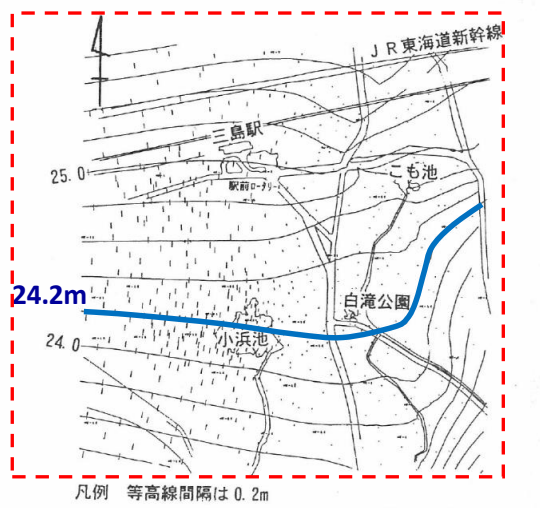 JR東海道新幹線
三島駅
25.0
駅前ロータリー
こも池
24.2m
白滝公園
24.0
小浜池
凡例 等高線間隔は0.2m